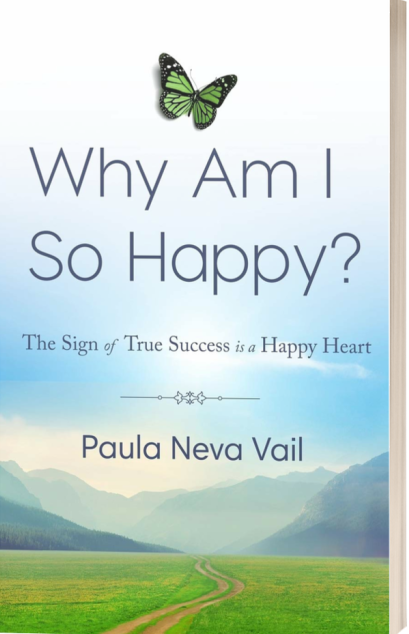 Why Am I
So Happy?
The Sign of True Success is a Happy Heart
Paula Neva Vail